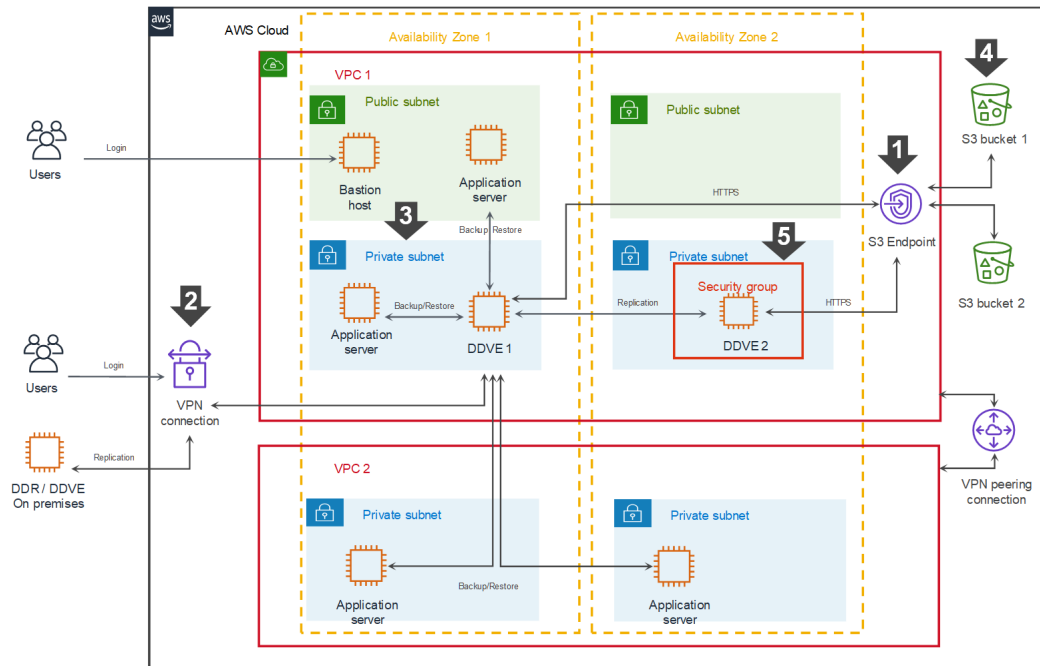 aws
AWS Cloud
Availability Zone 1
Availability Zone 2
VPC 1
4
Public subnet
Public subnet
Login
Users
Bastion
host
Application
server
S3 bucket 1
1
HTTPS
S3 Endpoint
3
Backup/Restore
5
Private subnet
Private subnet
Security group
S3 bucket 2
Backup/Restore
Replication
HTTPS
Application
server
DDVE 1
DDVE 2
2
Login
Users
VPN
connection
Replication
DDR / DDVE
On premises
VPC 2
VPN peering
connection
Private subnet
Private subnet
Backup/Restore
Application
server
Application
server